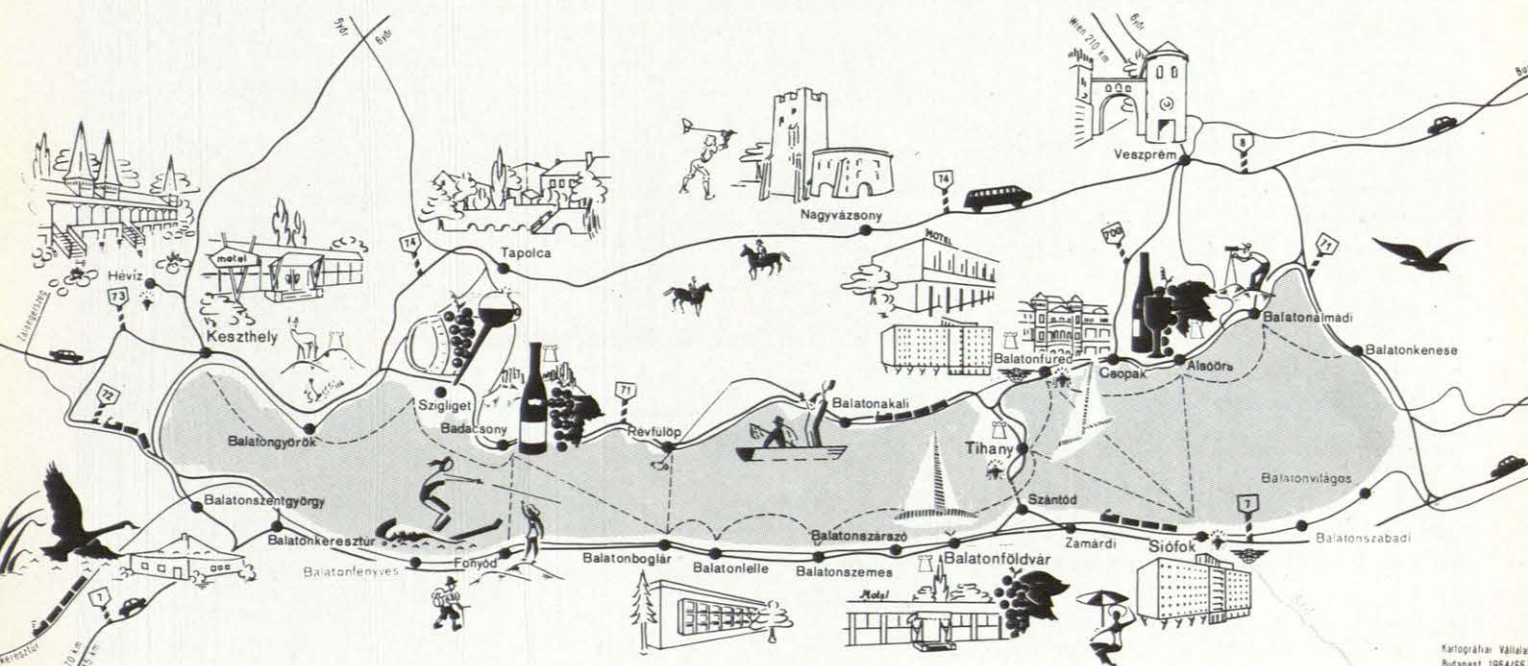 Győr
Győr
Wien 210 km
Győr
Veszprém
8
74
Nagyvázsony
MOTEL
700
71
74
Tapolca
motel
Hévíz
73
Zalaegerszeg
Keszthely
72
Szigliget
Badacsony
71
Révfülöp
Balatonakali
Balatonfüred
Csopak
Alsóörs
Balatonalmádi
Balatonkenese
Balatongyörök
Tihany
Balatonvilágos
Balatonszentgyörgy
Szántód
7
Balatonkeresztúr
Balatonszárszó
Zamárdi
Siófok
Balatonszabadi
Balatonfenyves
Fonyód
Balatonboglár
Balatonlelle
Balatonszemes
Balatonföldvár
Motel
7
keresztúr
Kartográfiai Vállalat
Budapest 1964/65